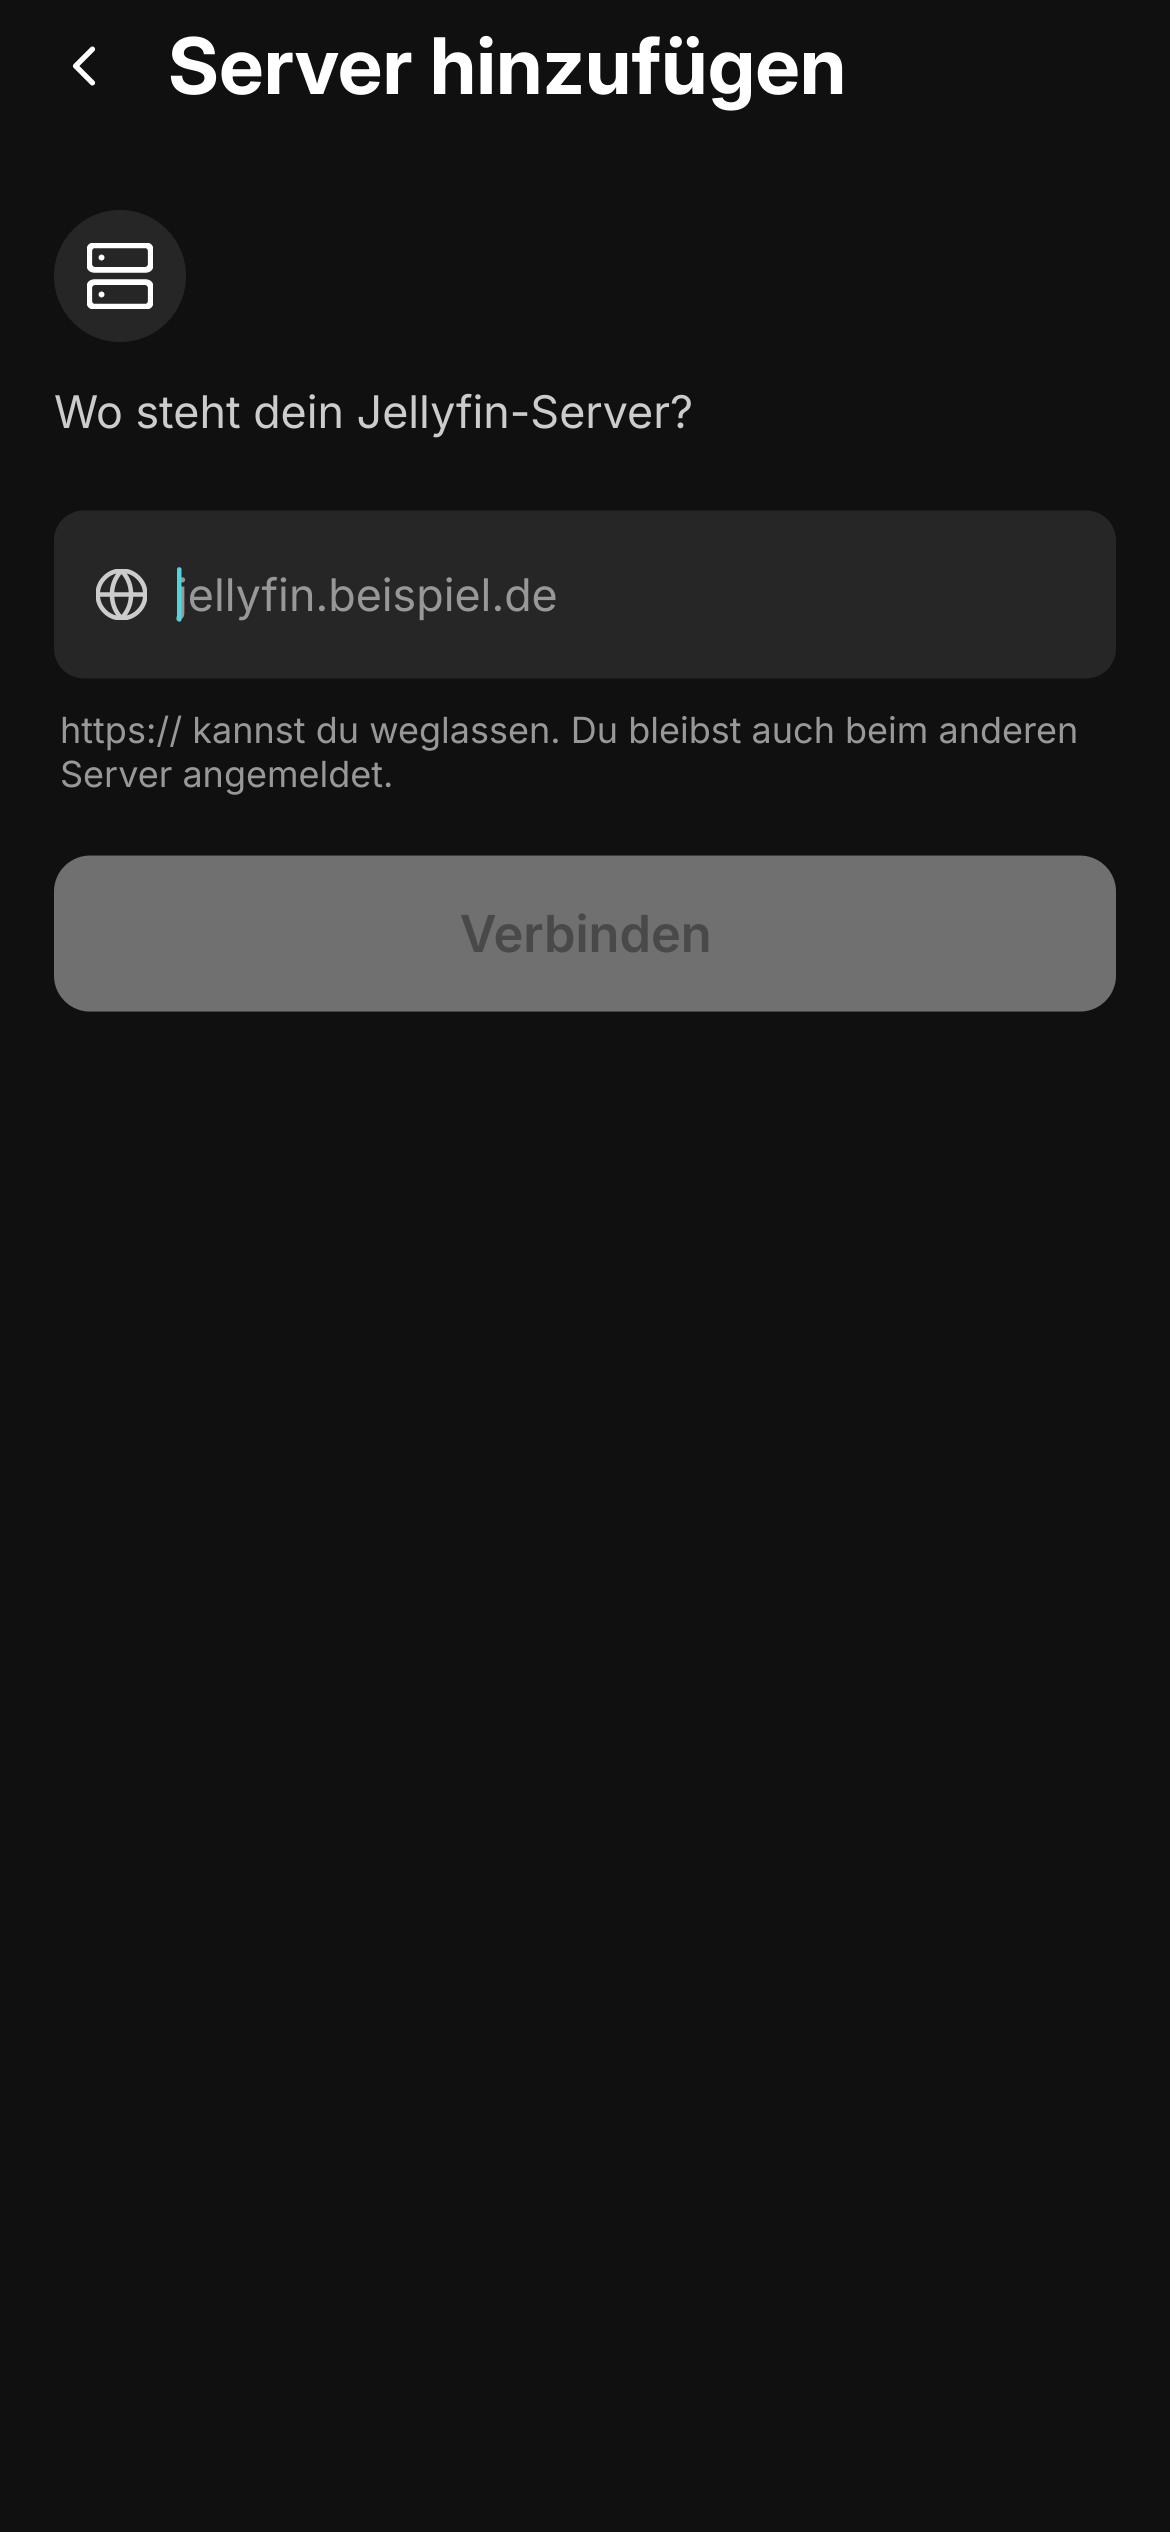 Server hinzufügen
Wo steht dein Jellyfin-Server?
jellyfin.beispiel.de
https:// kannst du weglassen. Du bleibst auch beim anderen
Server angemeldet.
Verbinden